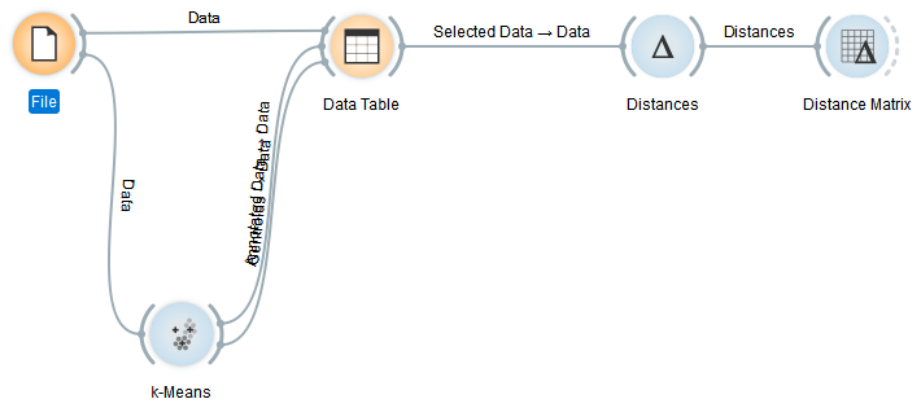 Data
Selected Data → Data
Distances
File
Data Table
Distances
Distance Matrix
Data
k-Means